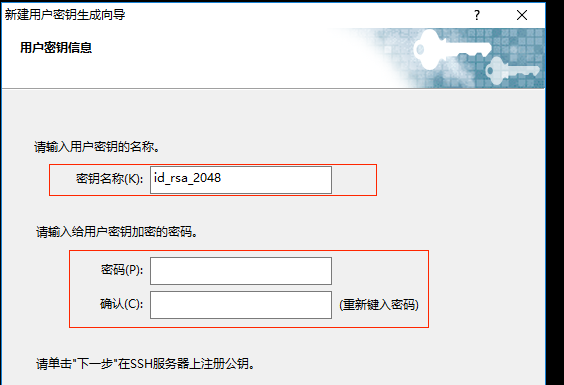 新建用户密钥生成向导
用户密钥信息
请输入用户密钥的名称。
密钥名称(K): id_rsa_2048
请输入给用户密钥加密的密码。
密码(P):
确认(C): (重新键入密码)
请单击"下一步"在SSH服务器上注册公钥。